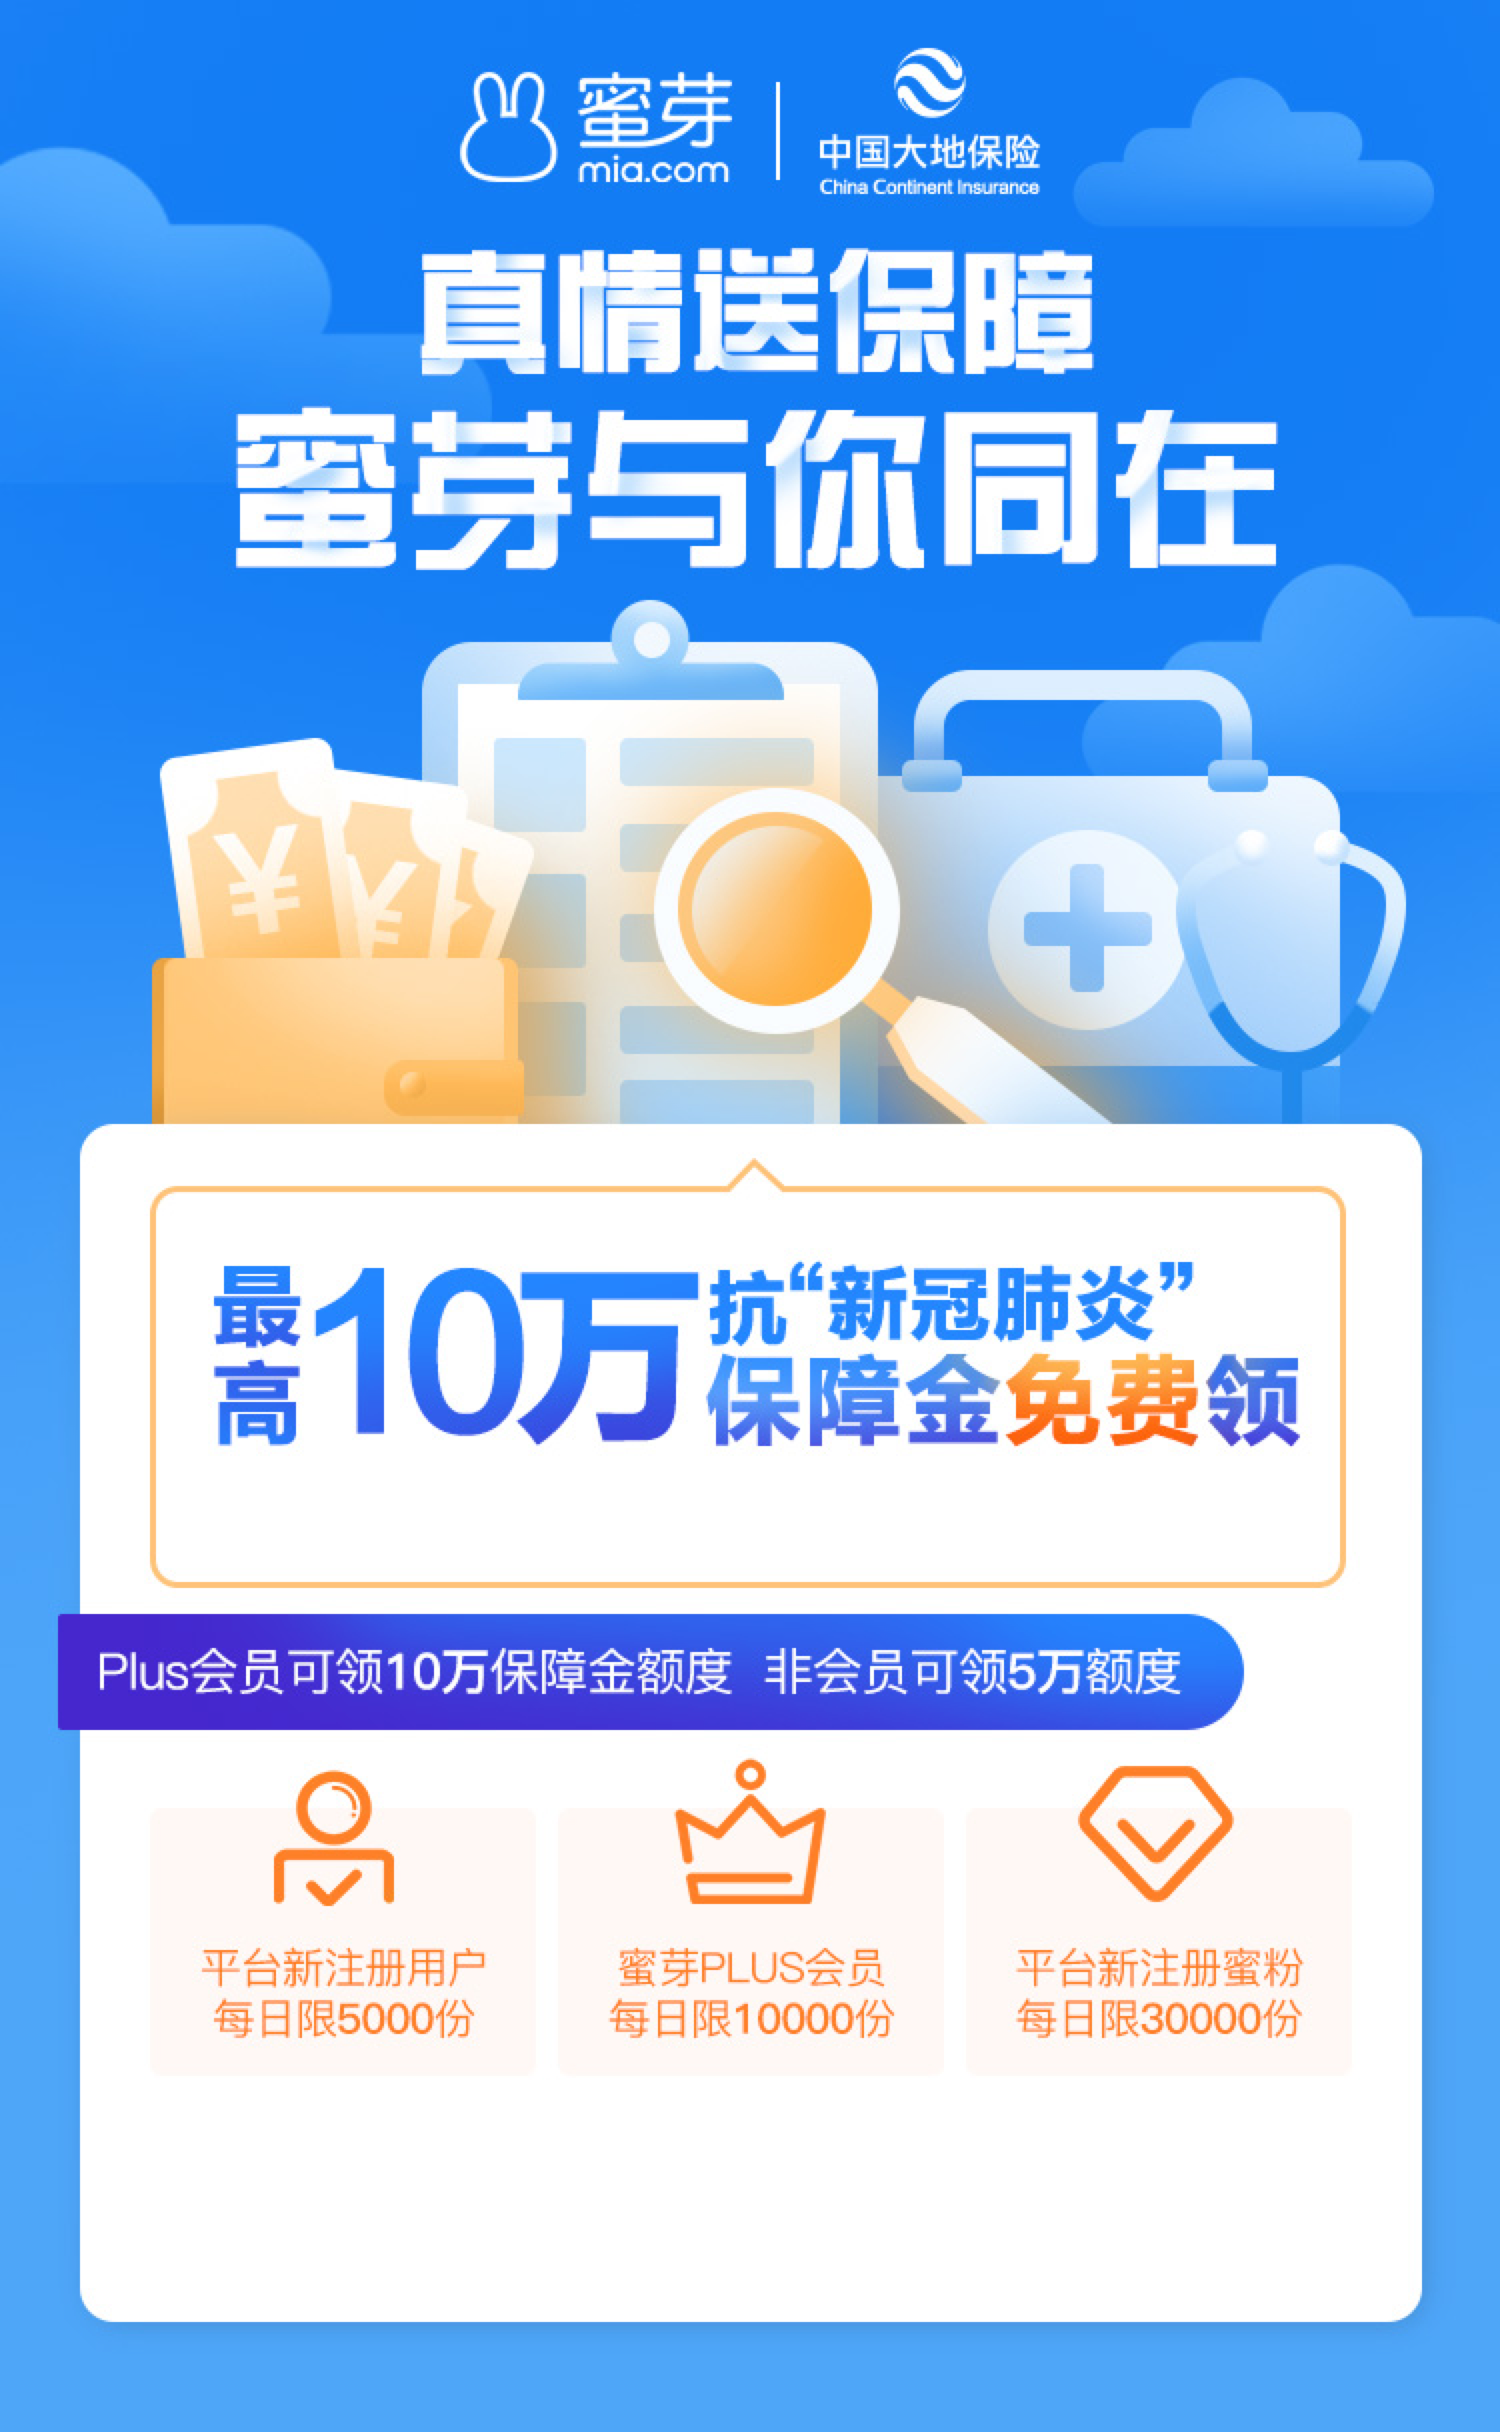 蜜芽
mia.com
中国大地保险
China Continent Insurance
真情送保障
蜜芽与你同在
¥
¥
最高10万抗“新冠肺炎”
保障金免费领
Plus会员可领10万保障金额度 非会员可领5万额度
平台新注册用户
每日限5000份
蜜芽PLUS会员
每日限10000份
平台新注册蜜粉
每日限30000份